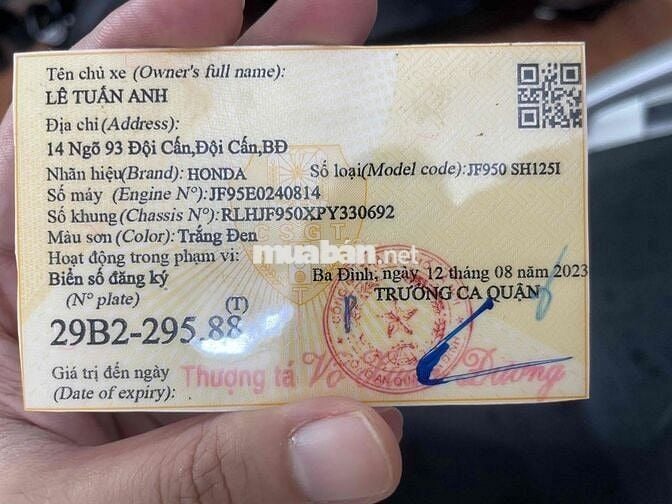 Tên chủ xe (Owner's full name):
LÊ TUẤN ANH
Địa chỉ (Address):
14 Ngõ 93 Đội Cấn,Đội Cấn,BĐ
Nhãn hiệu(Brand): HONDA Số loại(Model code):JF950 SH125I
Số máy (Engine N°):JF95E0240814
Số khung (Chassis N°):RLHJF950XPY330692
Màu sơn (Color): Trắng Đen
CSGT
Hoạt động trong phạm vi:
muaban.net
Biển số đăng ký Ba Đình, ngày 12 tháng 08 năm 2023
(N° plate) TRƯỞNG CA QUẬN
(T)
29B2-295.88
Giá trị đến ngày Thượng tá Dương
(Date of expiry):